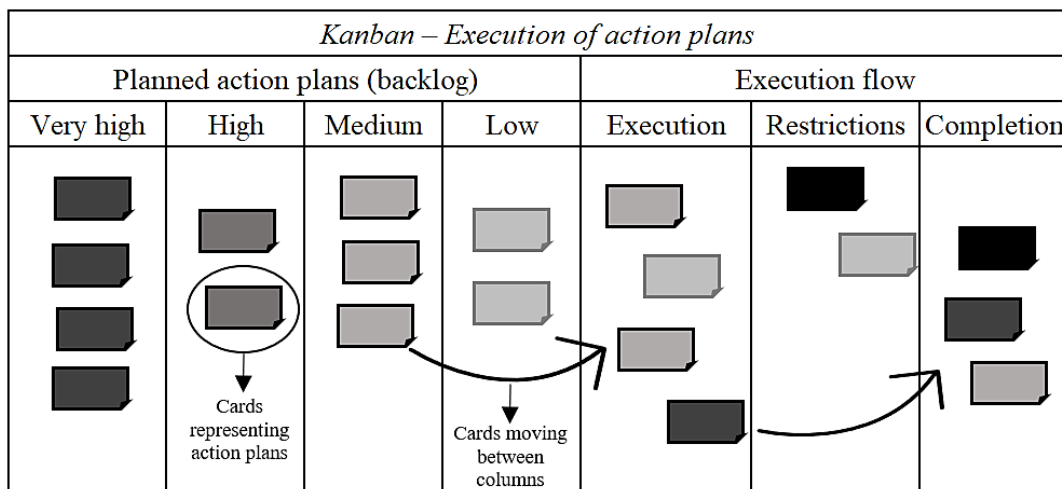 Kanban – Execution of action plans
Planned action plans (backlog)
Execution flow
Very high
High
Medium
Low
Execution
Restrictions
Completion
Cards
representing
action plans
Cards moving
between
columns